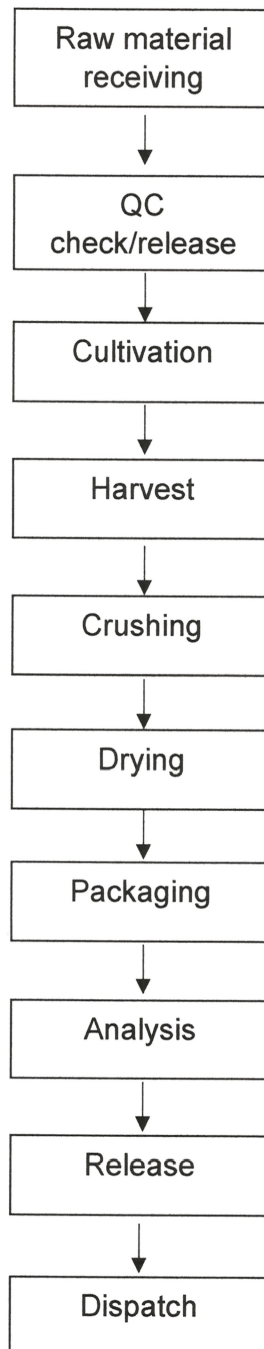 Raw material
receiving
QC
check/release
Cultivation
Harvest
Crushing
Drying
Packaging
Analysis
Release
Dispatch